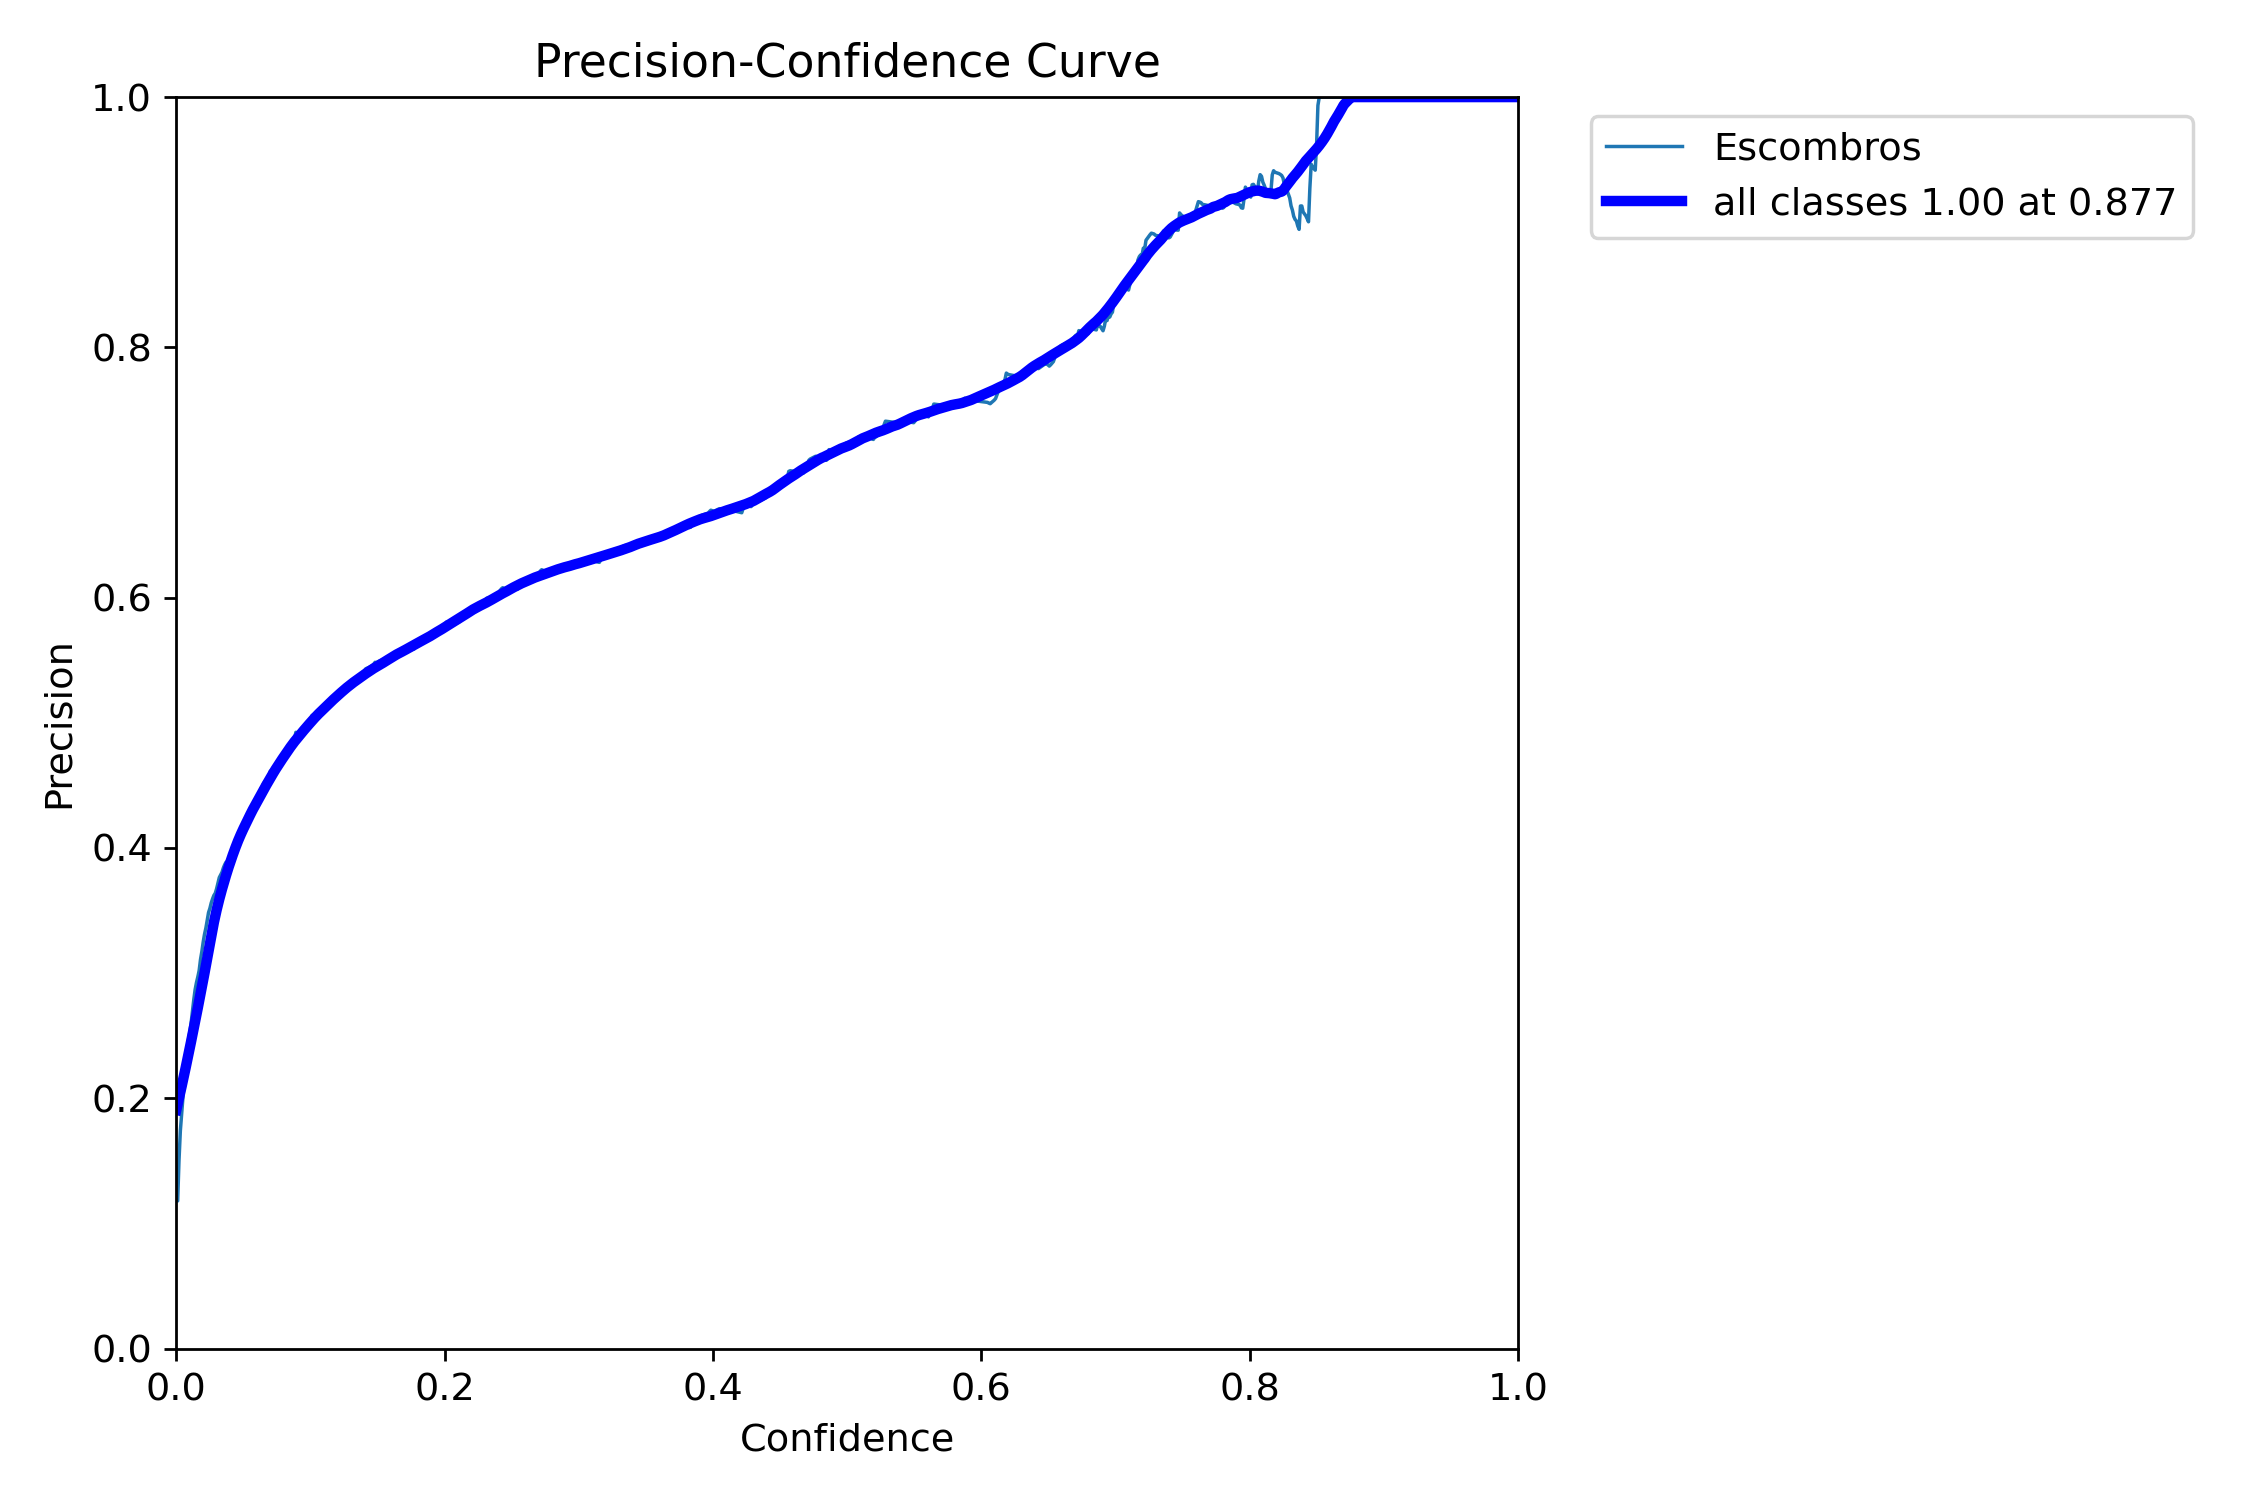 Precision-Confidence Curve
1.0
0.8
0.6
0.4
0.2
0.0
Precision
0.0 0.2 0.4 0.6 0.8 1.0
Confidence
Escombros
all classes 1.00 at 0.877